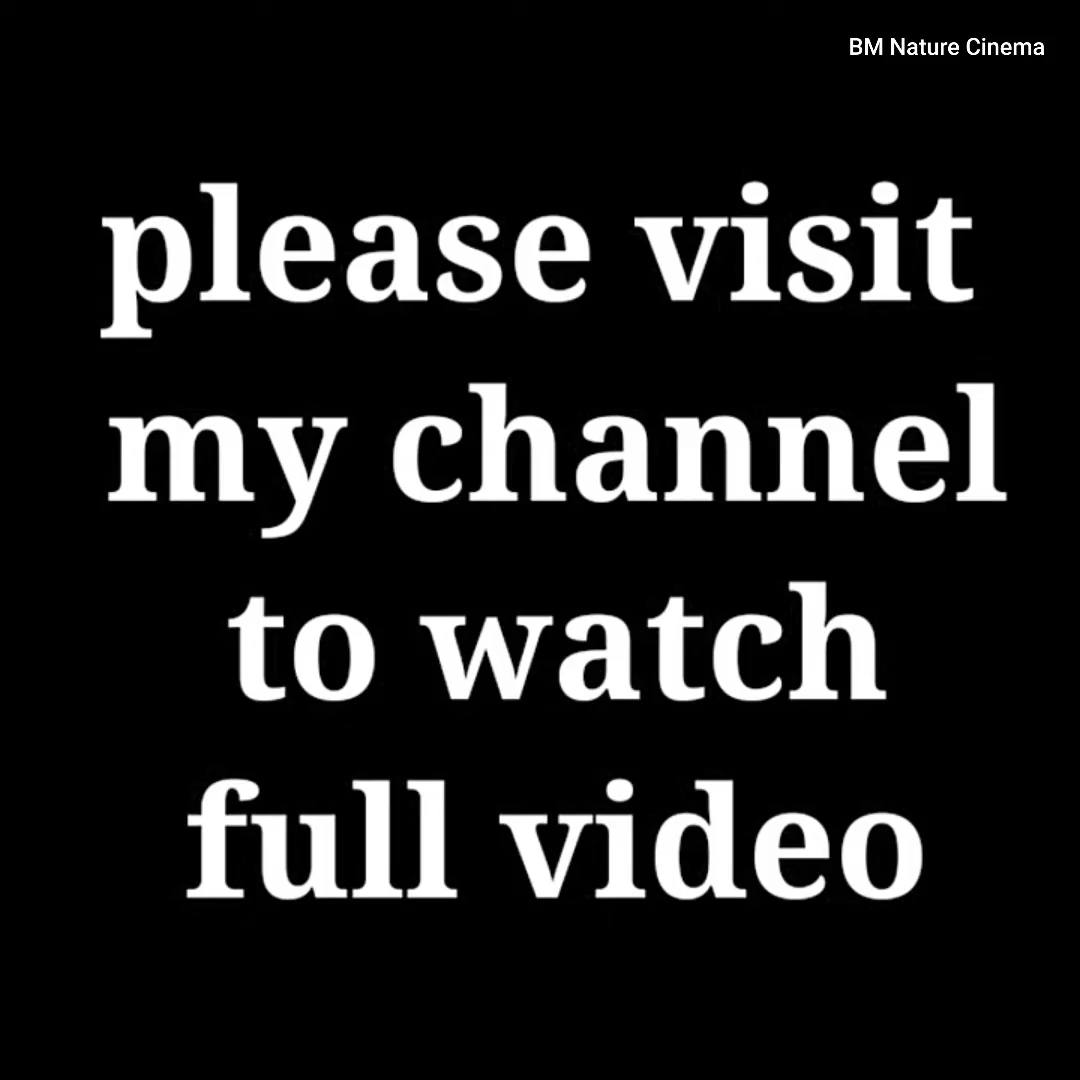 BM Nature Cinema
please visit
my channel
to watch
full video